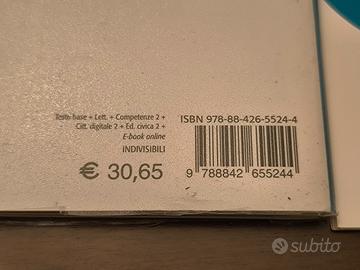 Testo base + Lett. + Competenze 2 +
Citt. digitale 2 + Ed. civica 2 +
E-book online
INDIVISIBILI
€ 30,65
ISBN 978-88-426-5524-4
9 788842 655244
subito